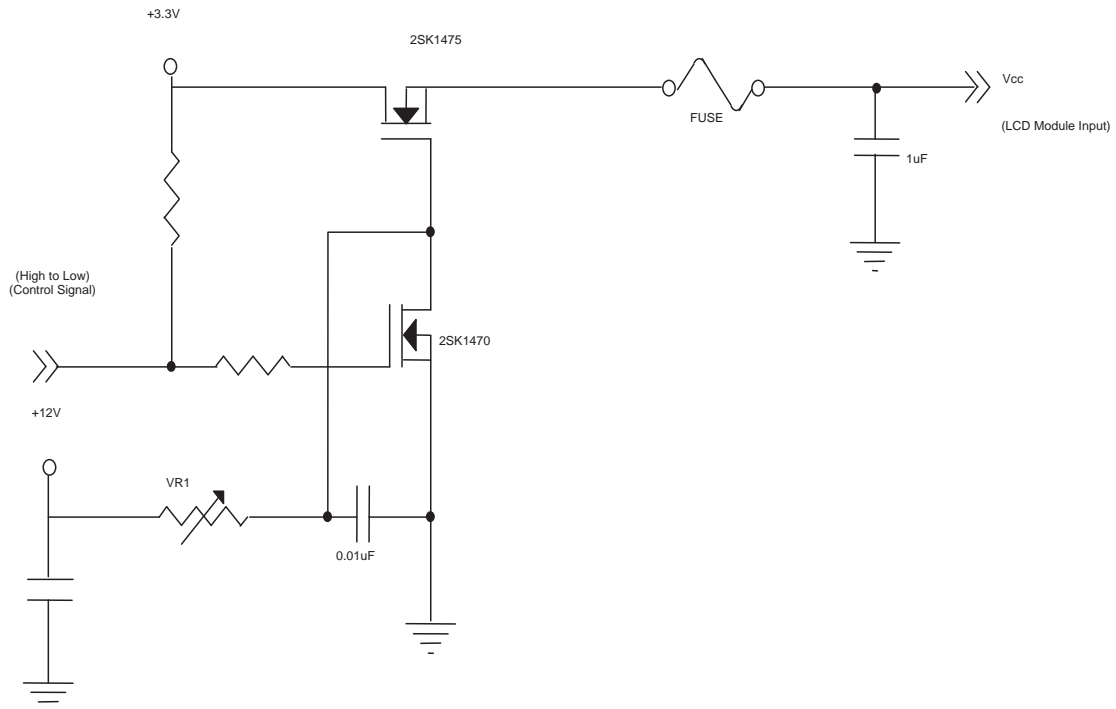 +3.3V
2SK1475
Vcc
FUSE
(LCD Module Input)
1uF
(High to Low)
(Control Signal)
2SK1470
+12V
VR1
0.01uF